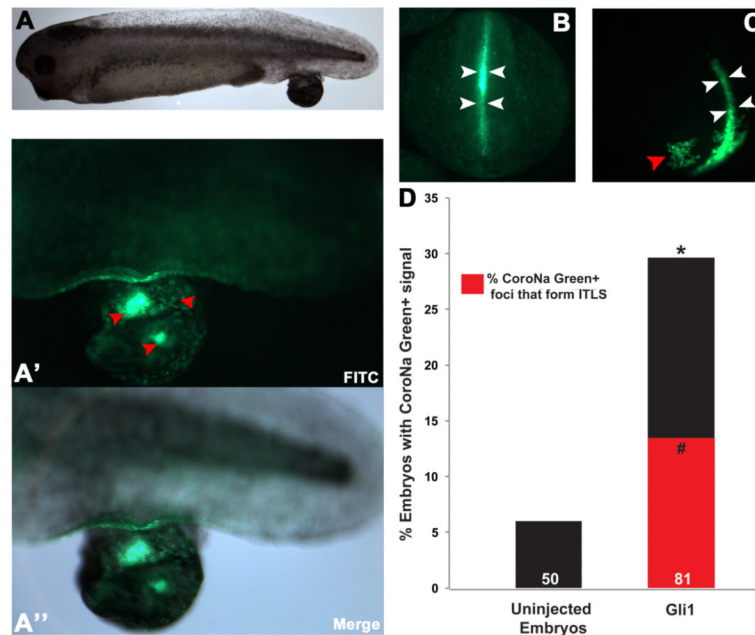 A
B
C
A'
FITC
A''
Merge
D
% Embryos with CoroNa Green+ signal
35
30
25
20
15
10
5
0
% CoroNa Green+
foci that form ITLS
*
#
50
81
Uninjected
Embryos
Gli1